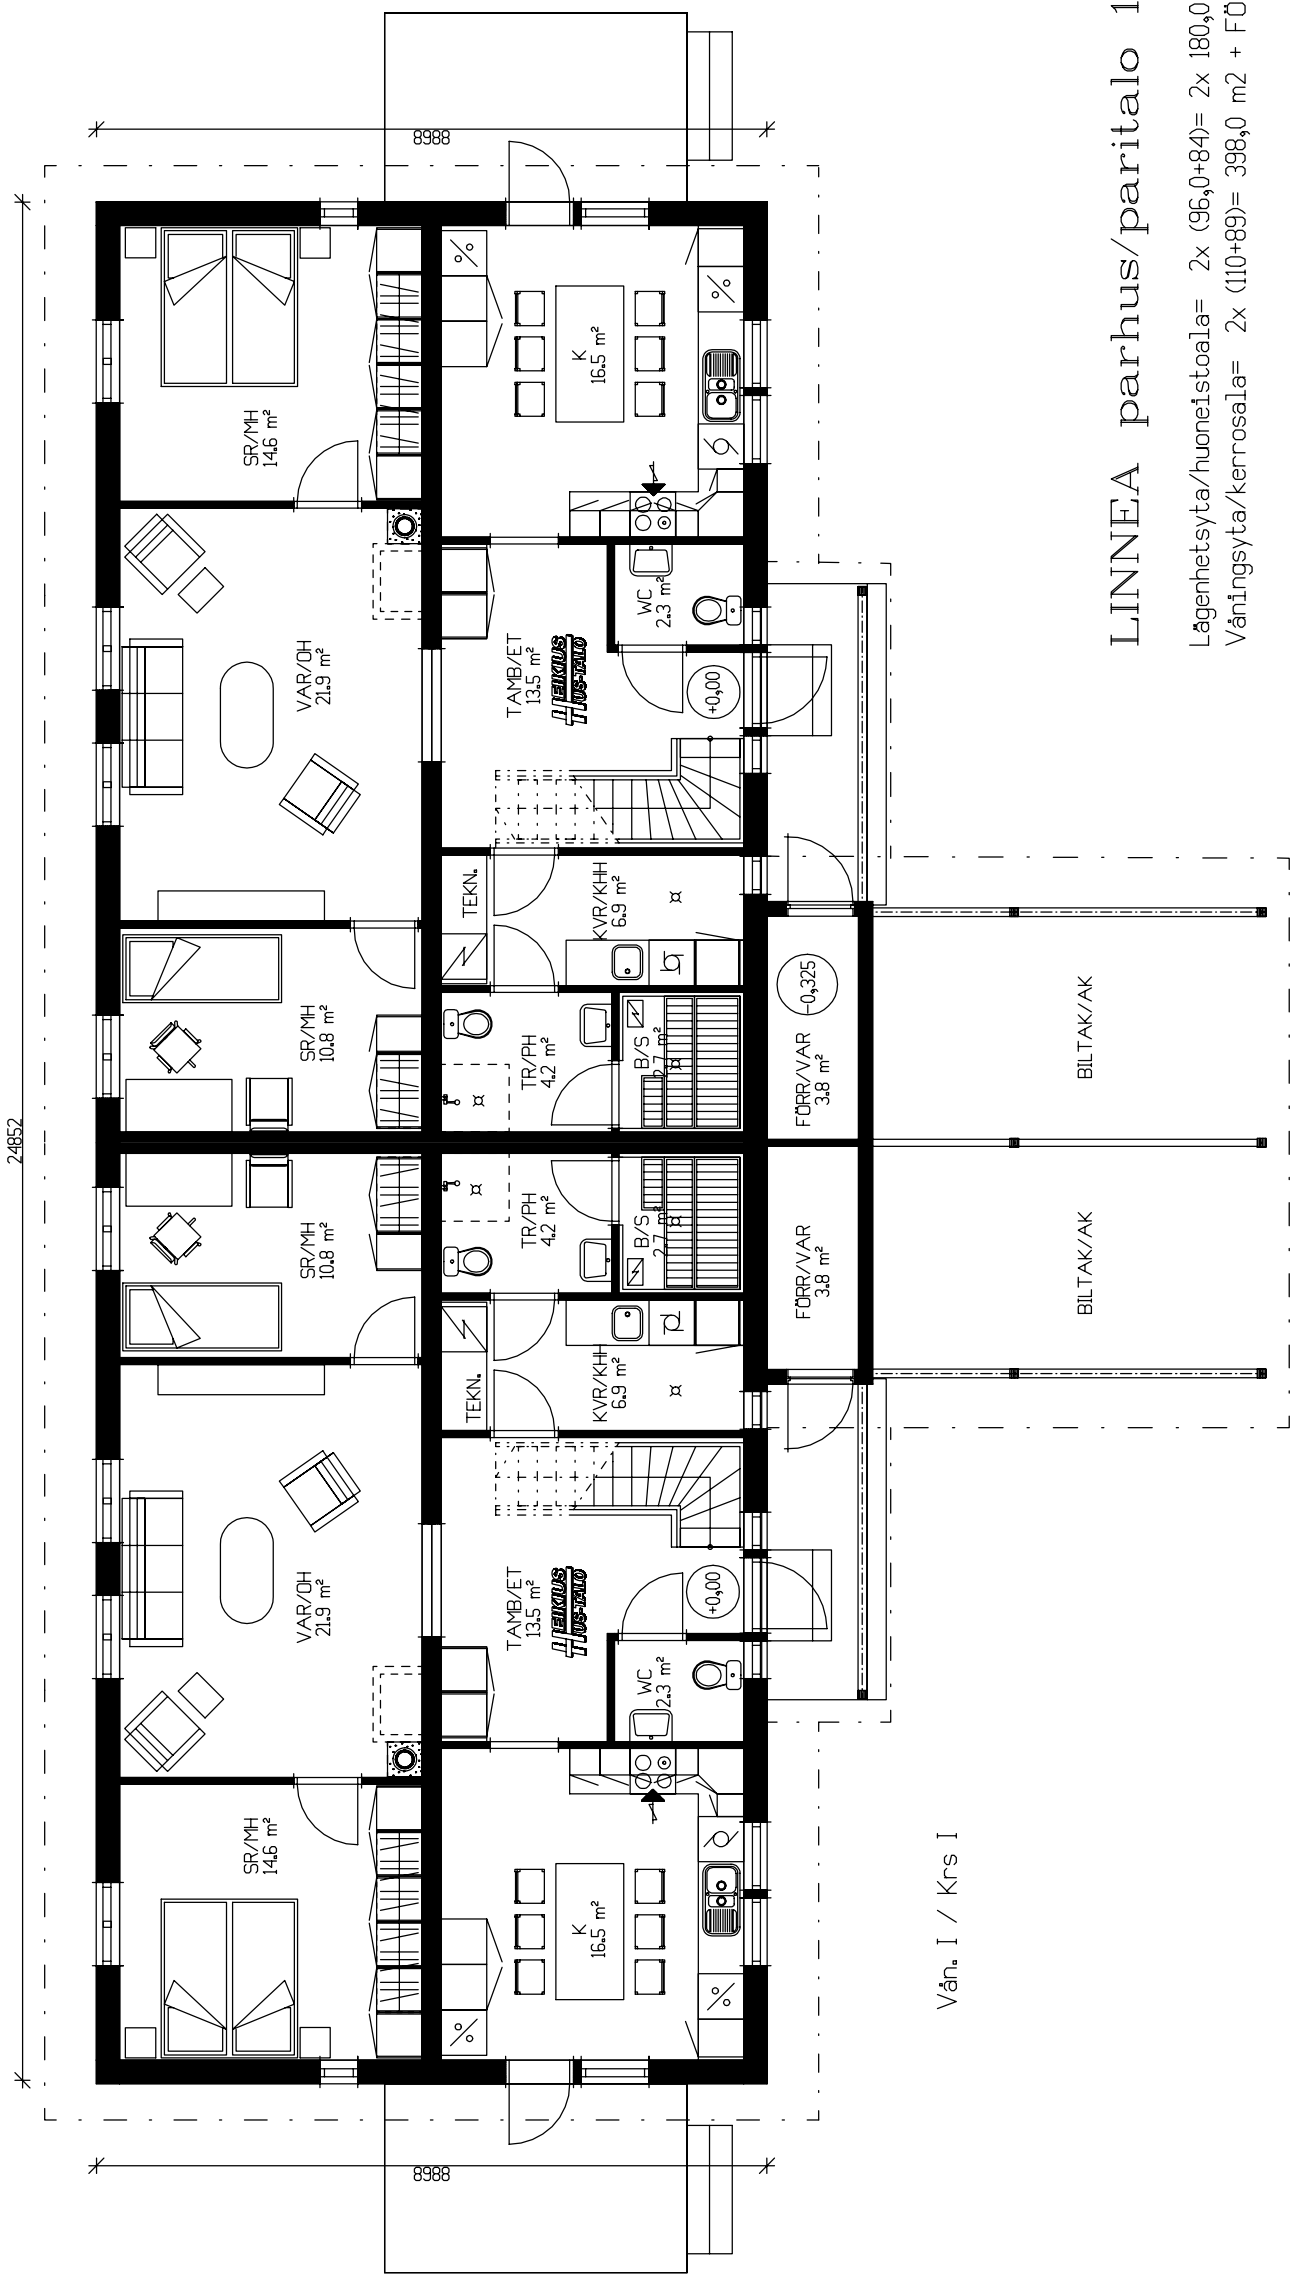 24852
8988
8988
SR/MH
14.6 m²
VAR/OH
21.9 m²
SR/MH
10.8 m²
SR/MH
10.8 m²
VAR/OH
21.9 m²
SR/MH
14.6 m²
K
16.5 m²
TAMB/ET
13.5 m²
HEIKIUS
HUS-TALO
WC
2.3 m²
+0,00
TEKN.
KVR/KHH
6.9 m²
TR/PH
4.2 m²
B/S
2.7 m²
TR/PH
4.2 m²
B/S
2.7 m²
TEKN.
KVR/KHH
6.9 m²
TAMB/ET
13.5 m²
HEIKIUS
HUS-TALO
WC
2.3 m²
+0,00
K
16.5 m²
FÖRR/VAR
3.8 m²
-0,325
FÖRR/VAR
3.8 m²
BILTAK/AK
BILTAK/AK
Vån. I / Krs I
LINNEA parhus/paritalo 1
Lägenhetsyta/huoneistoala= 2x (96,0+84)= 2x 180,0
Våningsyta/kerrosala= 2x (110+89)= 398,0 m2 + FÖ